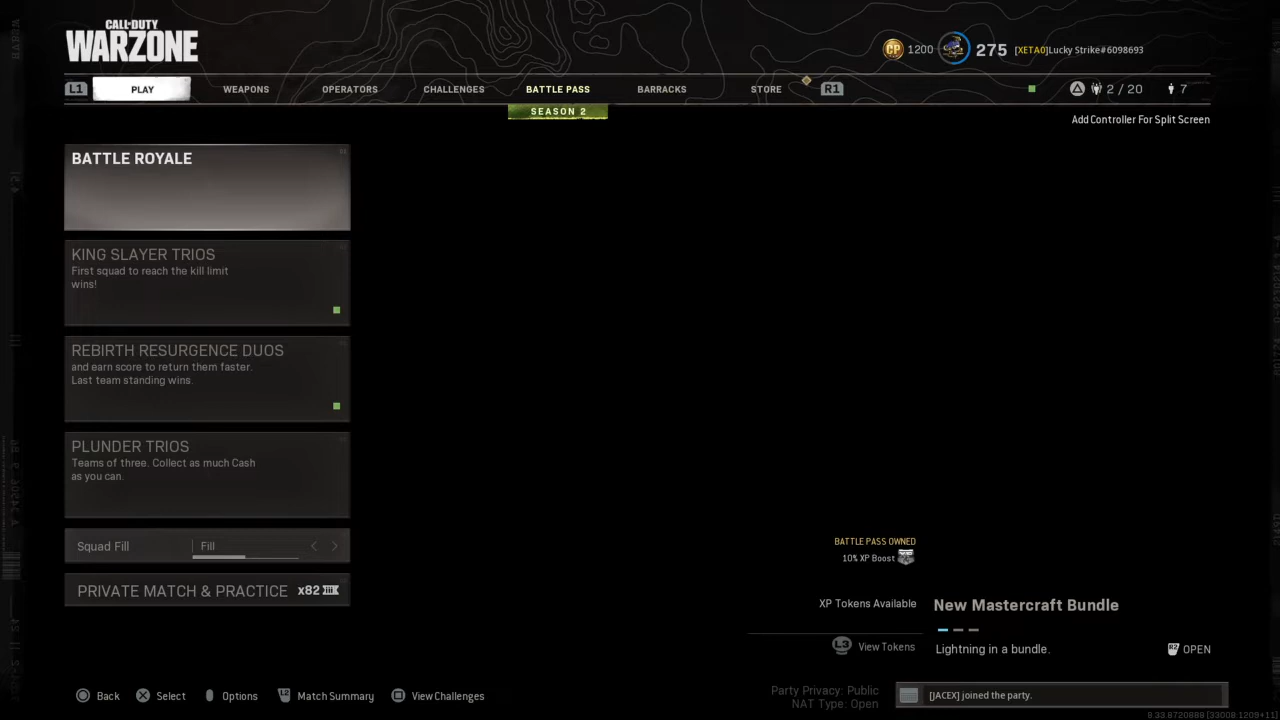 CALL OF DUTY
WARZONE
CP 1200 275 [XETAO]Lucky Strike#6098693
L1 PLAY WEAPONS OPERATORS CHALLENGES BATTLE PASS BARRACKS STORE R1 2 / 20 7
SEASON 2
Add Controller For Split Screen
BATTLE ROYALE
KING SLAYER TRIOS
First squad to reach the kill limit
wins!
REBIRTH RESURGENCE DUOS
and earn score to return them faster.
Last team standing wins.
PLUNDER TRIOS
Teams of three. Collect as much Cash
as you can.
Squad Fill Fill
PRIVATE MATCH & PRACTICE x82
BATTLE PASS OWNED
10% XP Boost
XP Tokens Available
L3 View Tokens
New Mastercraft Bundle
Lightning in a bundle.
R2 OPEN
Back Select Options L2 Match Summary View Challenges
Party Privacy: Public
NAT Type: Open
[JACEX] joined the party.